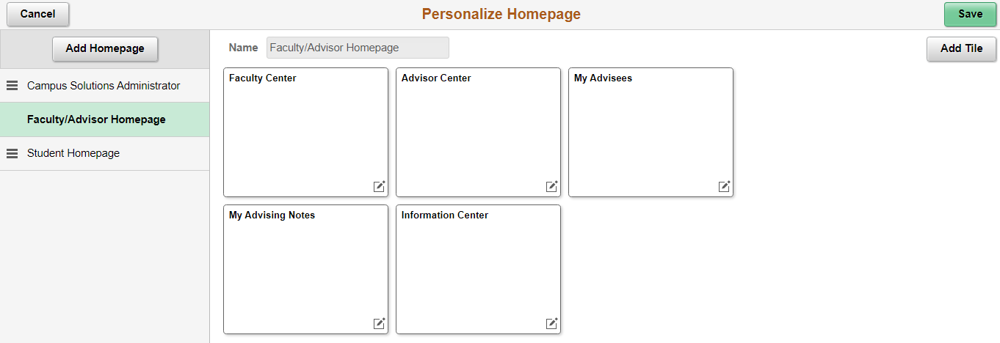 Cancel
Personalize Homepage
Save
Add Homepage
Name
Faculty/Advisor Homepage
Add Tile
Campus Solutions Administrator
Faculty/Advisor Homepage
Student Homepage
Faculty Center
Advisor Center
My Advisees
My Advising Notes
Information Center